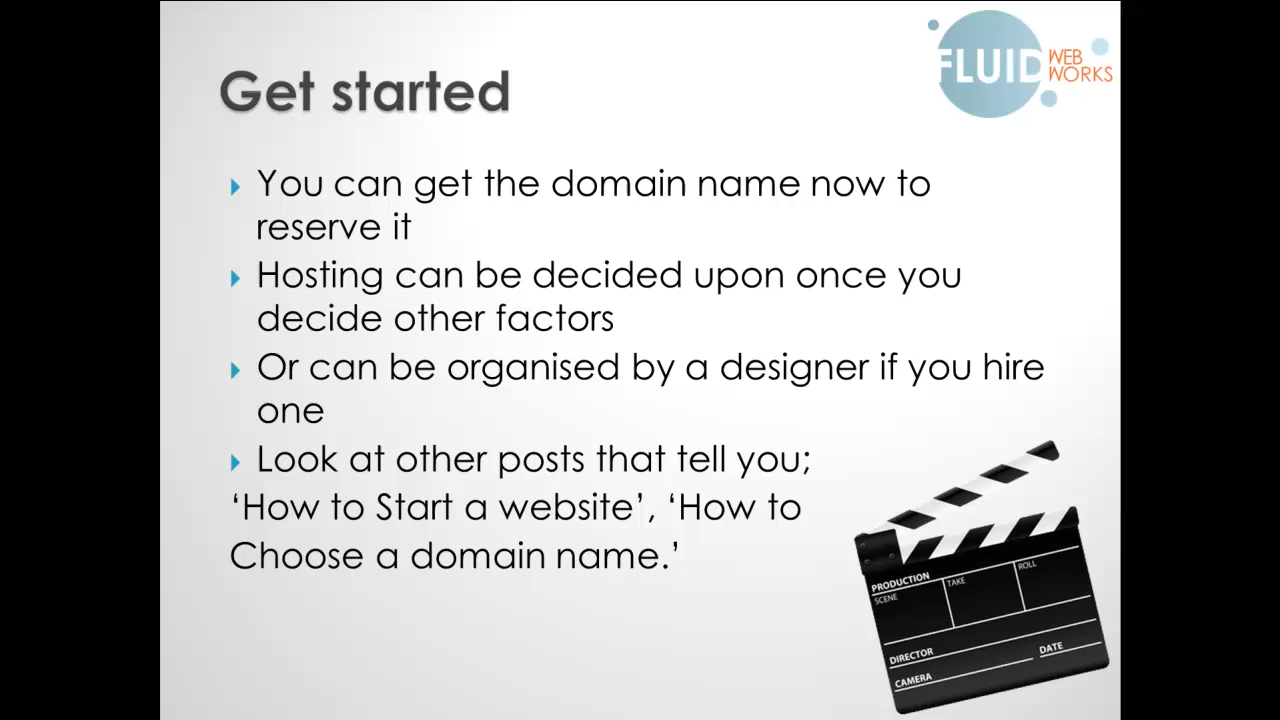 FLUID WEB
WORKS
Get started
You can get the domain name now to
reserve it
Hosting can be decided upon once you
decide other factors
Or can be organised by a designer if you hire
one
Look at other posts that tell you;
‘How to Start a website’, ‘How to
Choose a domain name.’
PRODUCTION
SCENE
TAKE
ROLL
DIRECTOR
DATE
CAMERA